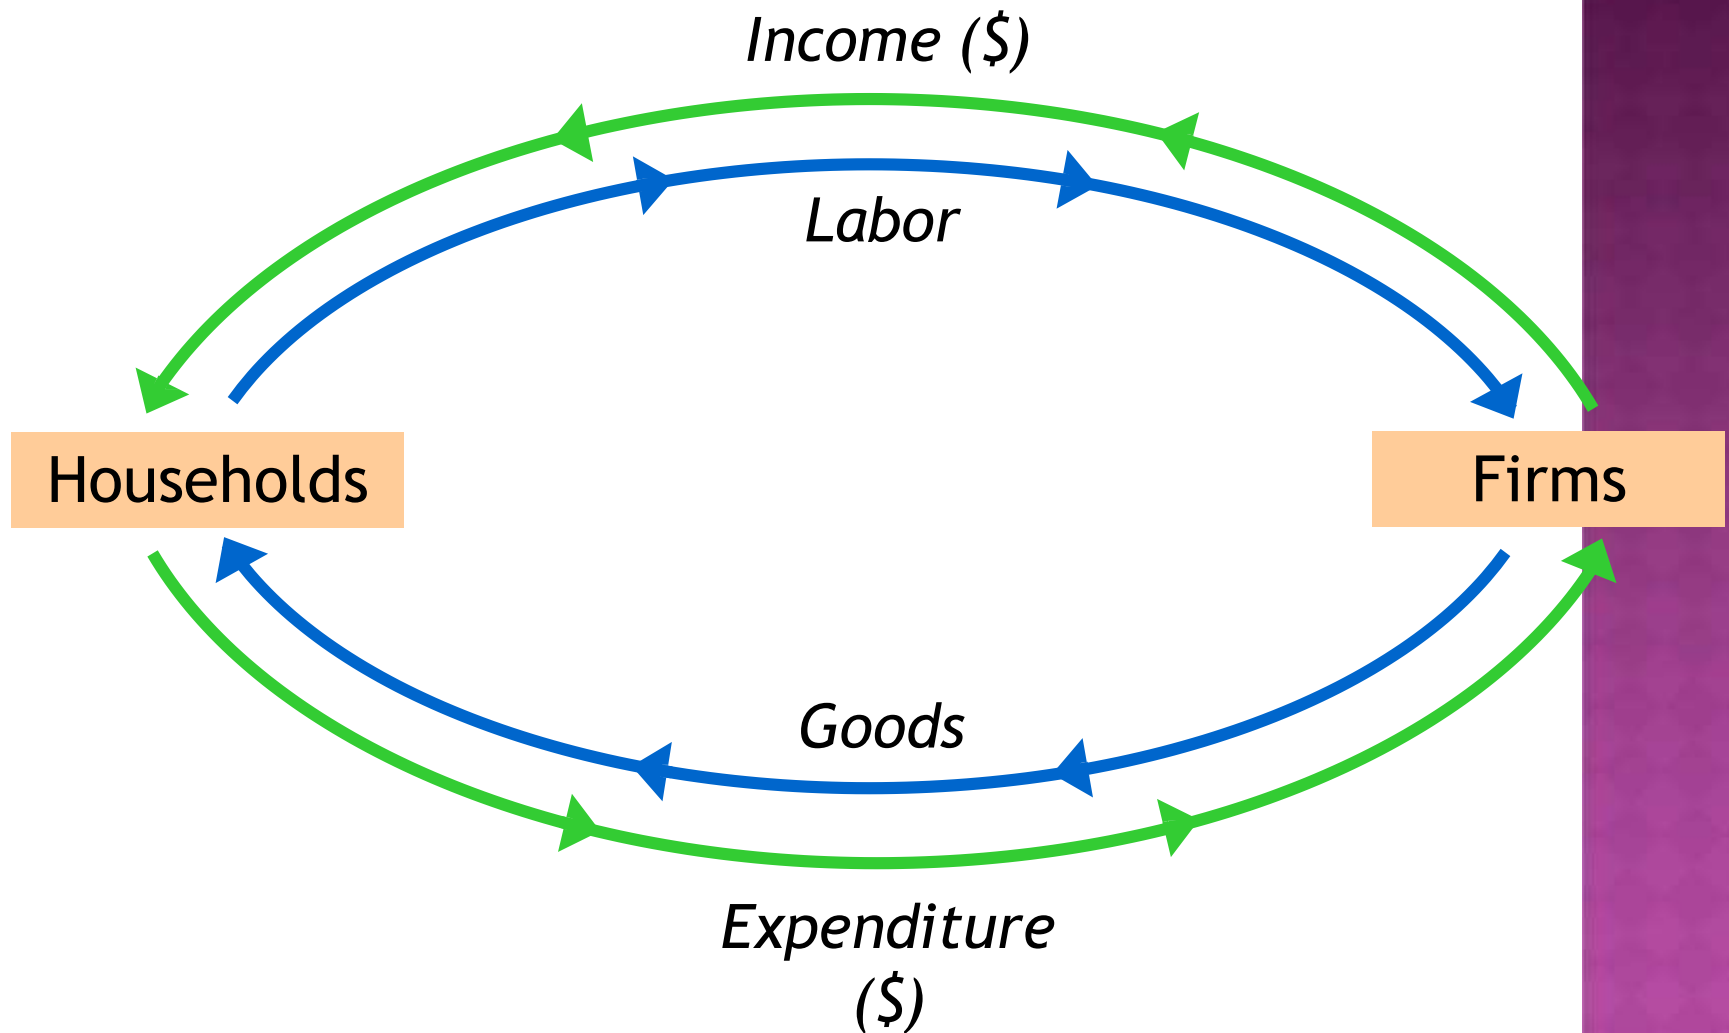 Income ($)
Labor
Households
Firms
Goods
Expenditure
($)